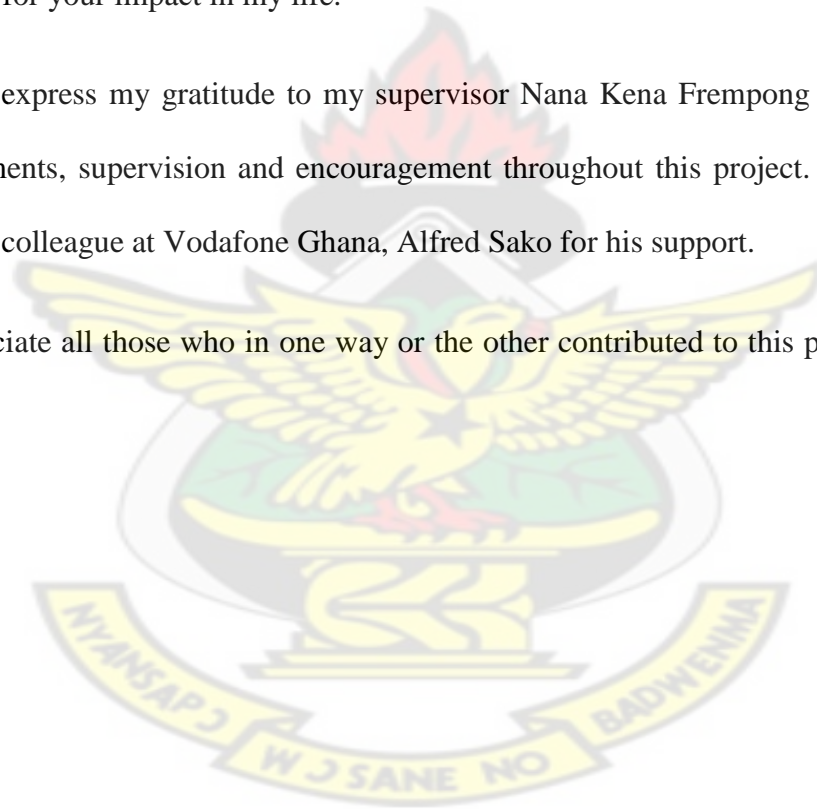 for your impact in my life.
express my gratitude to my supervisor Nana Kena Frempong
ments, supervision and encouragement throughout this project.
colleague at Vodafone Ghana, Alfred Sako for his support.
ciate all those who in one way or the other contributed to this p
NYANSAPƆ WƆSANE NO BADWENMA